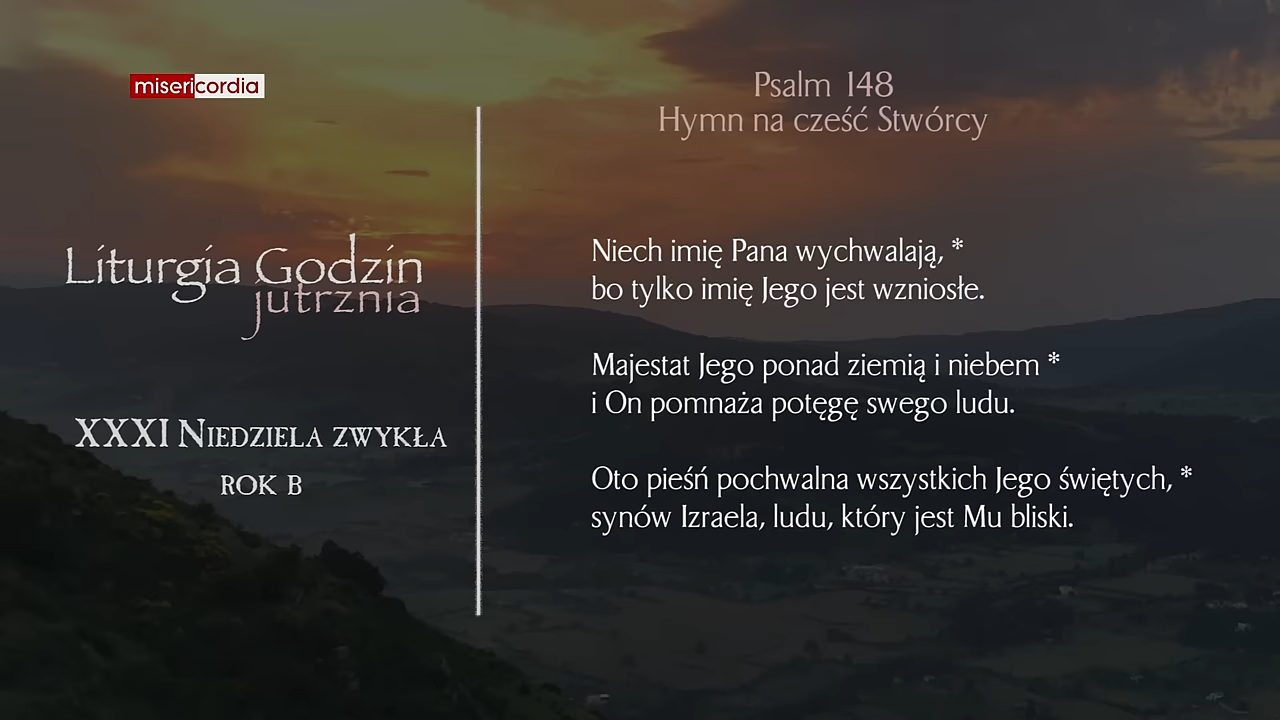 misericordia
Liturgia Godzin
jutrznia
XXXI Niedziela zwykła
rok B
Psalm 148
Hymn na cześć Stwórcy
Niech imię Pana wychwalają, *
bo tylko imię Jego jest wzniosłe.
Majestat Jego ponad ziemią i niebem *
i On pomnaża potęgę swego ludu.
Oto pieśń pochwalna wszystkich Jego świętych, *
synów Izraela, ludu, który jest Mu bliski.